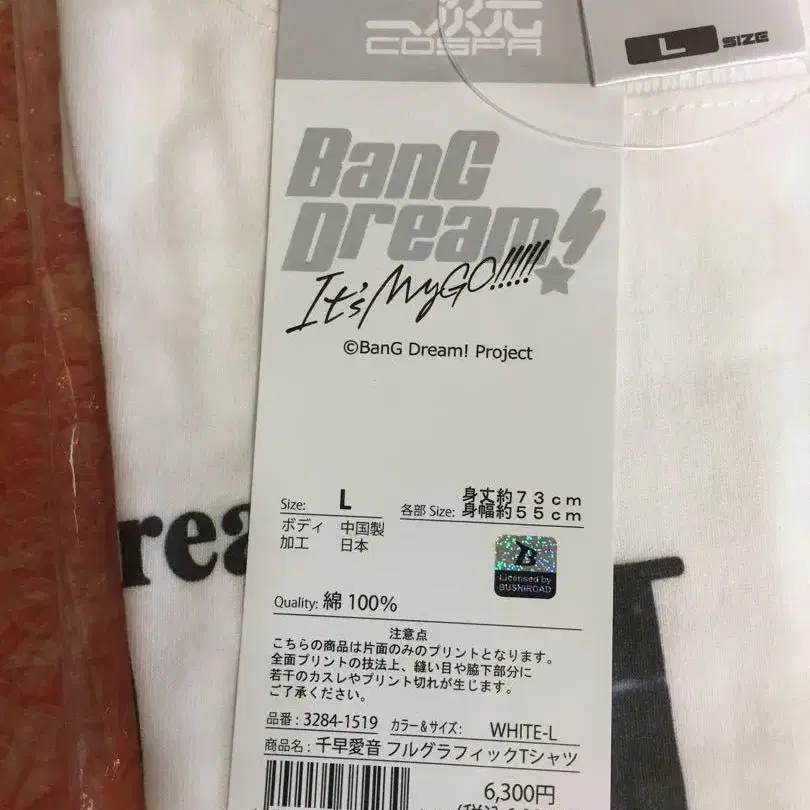 二次元
COSPA
L SIZE
BanG
Dream!
It's MyGO!!!!!
©BanG Dream! Project
Size: L
各部 Size: 身丈約73cm
身幅約55cm
ボディ 中国製
加工 日本
B
Licensed by
BUSHIROAD
Quality: 綿 100%
注意点
こちらの商品は片面のみのプリントとなります。
全面プリントの技法上、縫い目や脇下部分に
若干のカスレやプリント切れが生じます。
ご了承ください。
品番 : 3284-1519 カラー&サイズ: WHITE-L
商品名 : 千早愛音 フルグラフィックTシャツ
6,300円
rea